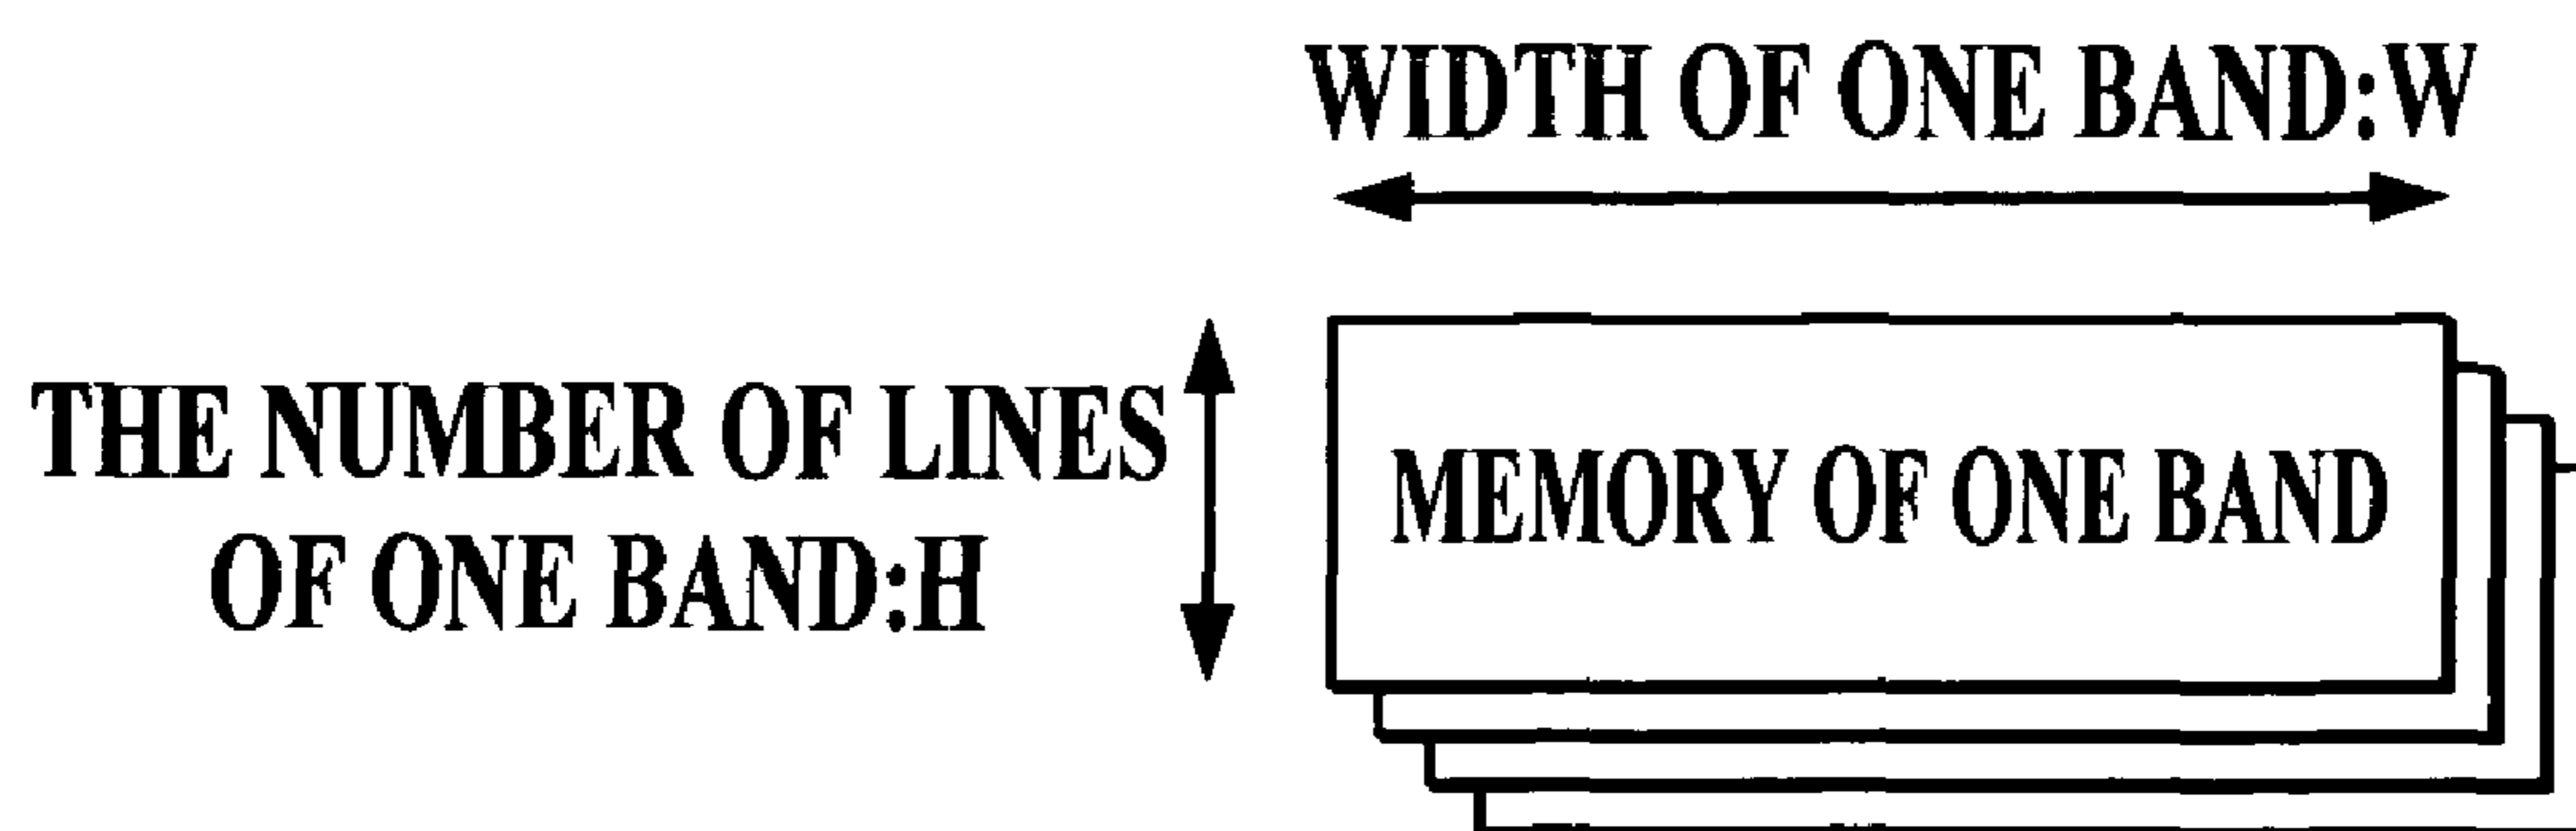 WIDTH OF ONE BAND:W
THE NUMBER OF LINES
OF ONE BAND:H
MEMORY OF ONE BAND